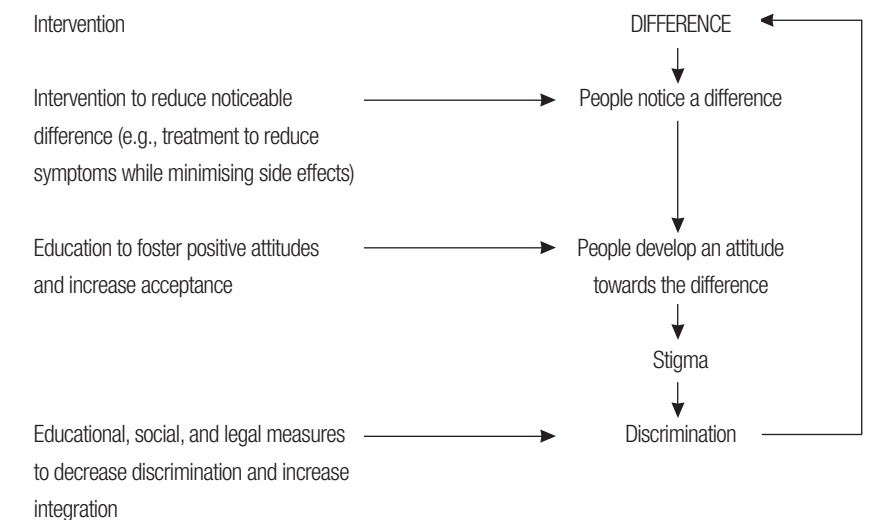 Intervention
DIFFERENCE
Intervention to reduce noticeable
difference (e.g., treatment to reduce
symptoms while minimising side effects)
People notice a difference
Education to foster positive attitudes
and increase acceptance
People develop an attitude
towards the difference
Stigma
Educational, social, and legal measures
to decrease discrimination and increase
integration
Discrimination